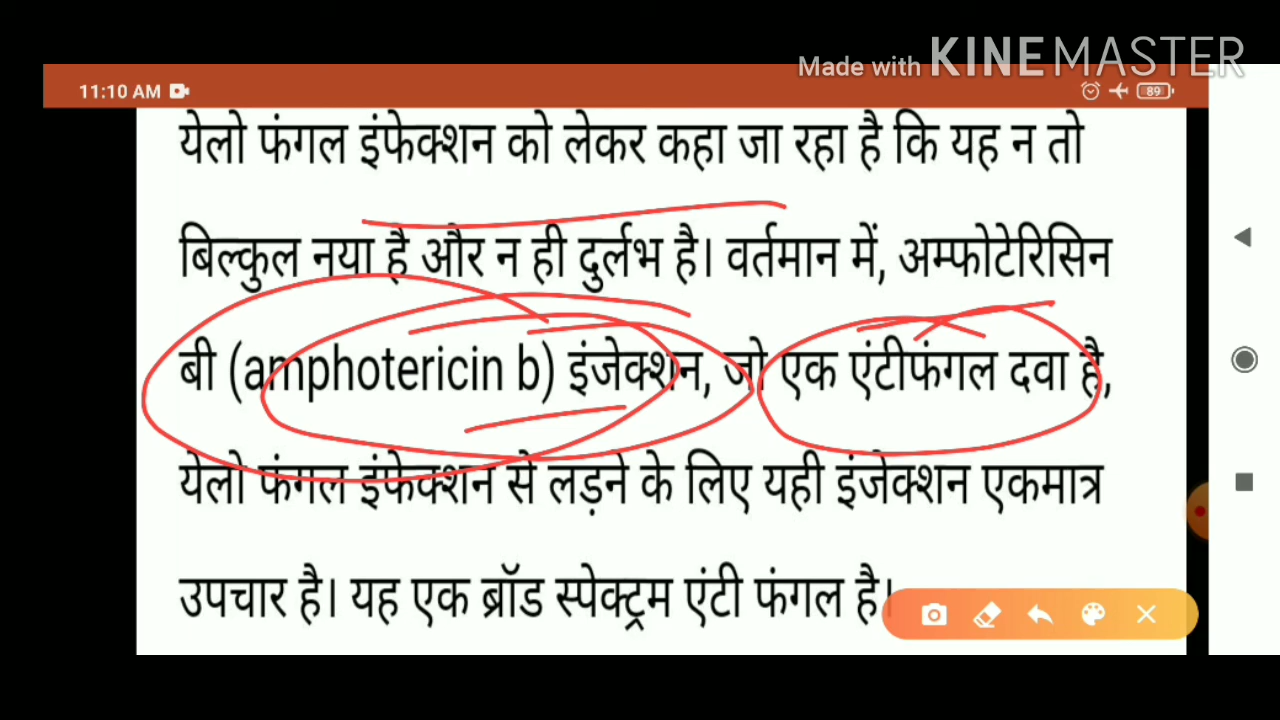 Made with KINEMASTER
11:10 AM 89
येलो फंगल इंफेक्शन को लेकर कहा जा रहा है कि यह न तो
बिल्कुल नया है और न ही दुर्लभ है। वर्तमान में, अम्फोटेरिसिन
बी (amphotericin b) इंजेक्शन, जो एक एंटीफंगल दवा है,
येलो फंगल इंफेक्शन से लड़ने के लिए यही इंजेक्शन एकमात्र
उपचार है। यह एक ब्रॉड स्पेक्ट्रम एंटी फंगल है।